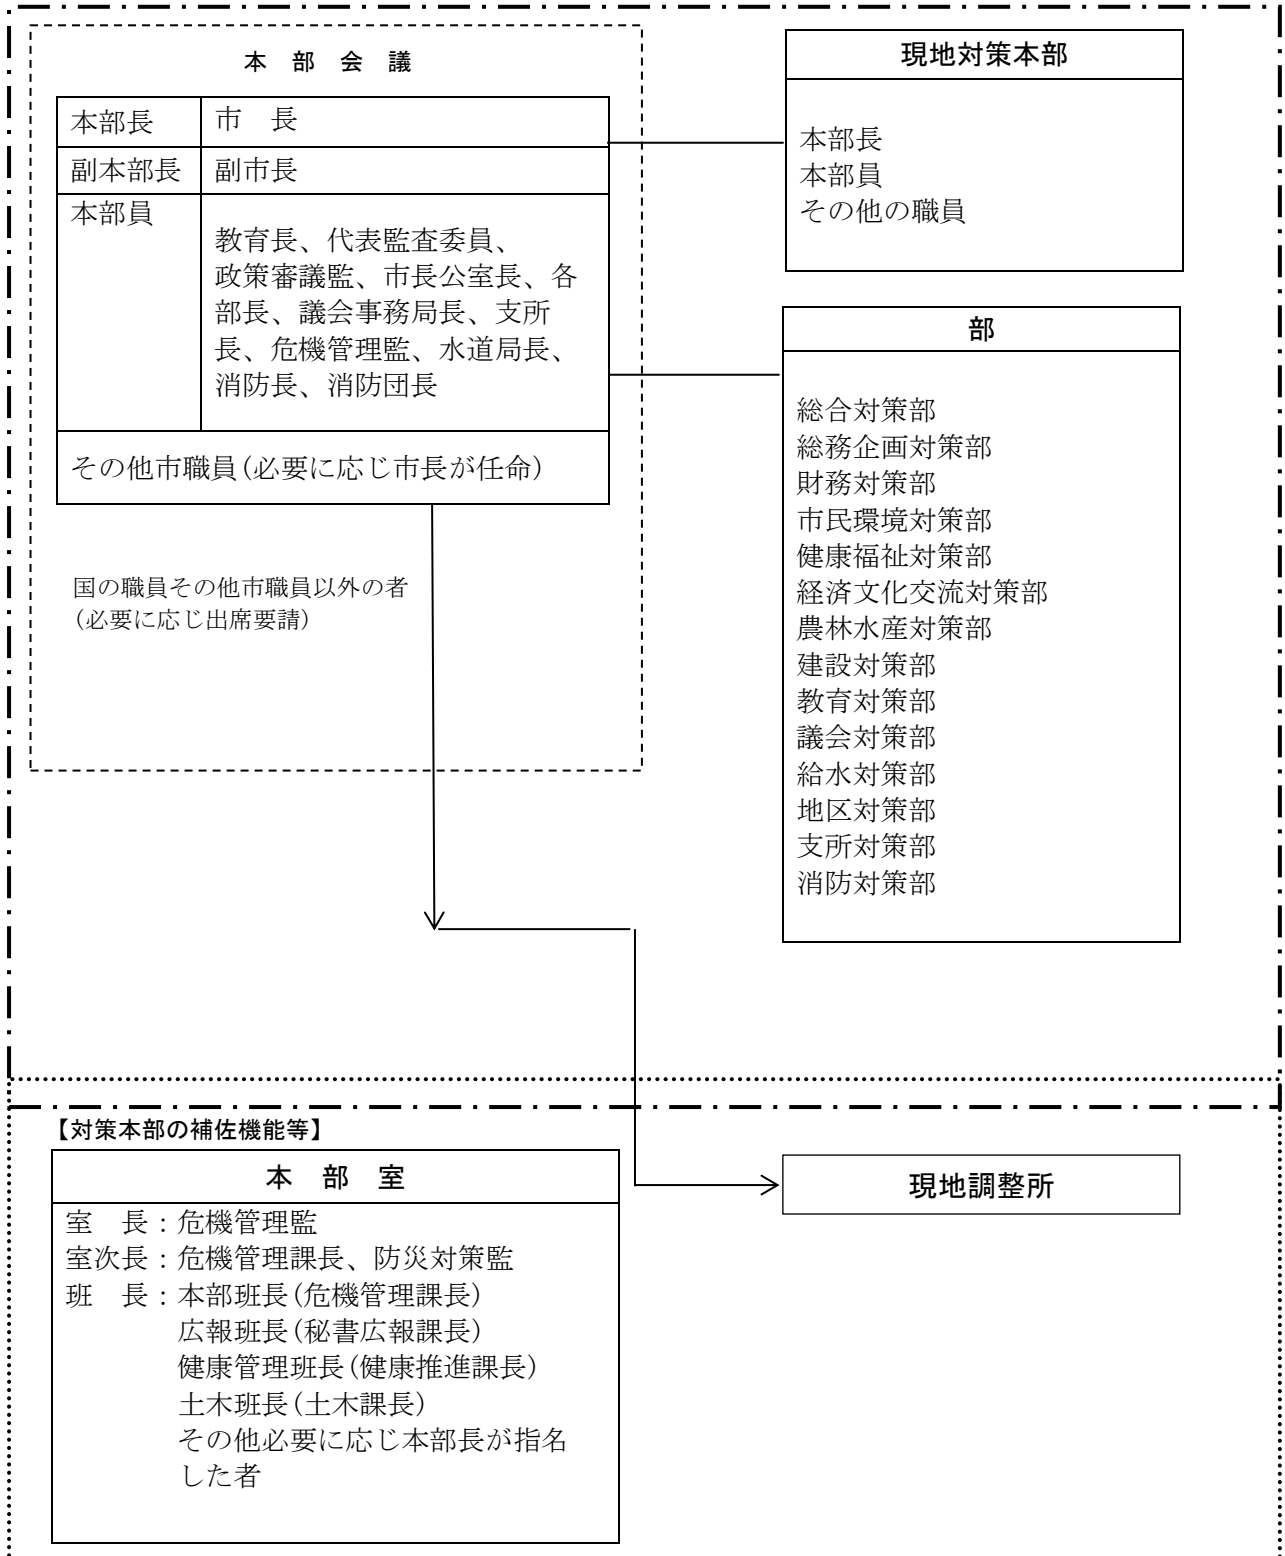 本　部　会　議
本部長　市　長
副本部長　副市長
本部員
教育長、代表監査委員、
政策審議監、市長公室長、各
部長、議会事務局長、支所
長、危機管理監、水道局長、
消防長、消防団長
その他市職員(必要に応じ市長が任命)
国の職員その他市職員以外の者
(必要に応じ出席要請)
現地対策本部
本部長
本部員
その他の職員
部
総合対策部
総務企画対策部
財務対策部
市民環境対策部
健康福祉対策部
経済文化交流対策部
農林水産対策部
建設対策部
教育対策部
議会対策部
給水対策部
地区対策部
支所対策部
消防対策部
【対策本部の補佐機能等】
本　部　室
室　長：危機管理監
室次長：危機管理課長、防災対策監
班　長：本部班長(危機管理課長)
広報班長(秘書広報課長)
健康管理班長(健康推進課長)
土木班長(土木課長)
その他必要に応じ本部長が指名
した者
現地調整所